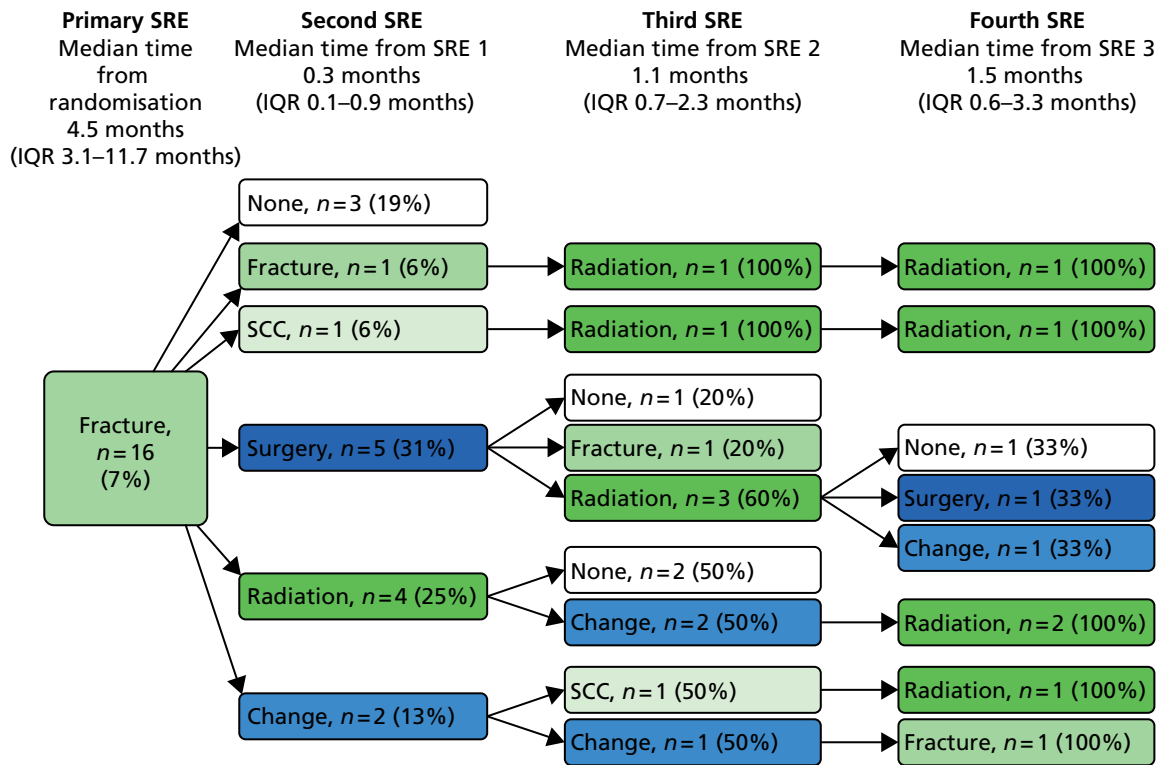 Primary SRE
Median time
from
randomisation
4.5 months
(IQR 3.1–11.7 months)
Second SRE
Median time from SRE 1
0.3 months
(IQR 0.1–0.9 months)
Third SRE
Median time from SRE 2
1.1 months
(IQR 0.7–2.3 months)
Fourth SRE
Median time from SRE 3
1.5 months
(IQR 0.6–3.3 months)
Fracture,
n=16
(7%)
None, n=3 (19%)
Fracture, n=1 (6%)
Radiation, n=1 (100%)
Radiation, n=1 (100%)
SCC, n=1 (6%)
Radiation, n=1 (100%)
Radiation, n=1 (100%)
Surgery, n=5 (31%)
None, n=1 (20%)
Fracture, n=1 (20%)
Radiation, n=3 (60%)
None, n=1 (33%)
Surgery, n=1 (33%)
Change, n=1 (33%)
Radiation, n=4 (25%)
None, n=2 (50%)
Change, n=2 (50%)
Radiation, n=2 (100%)
Change, n=2 (13%)
SCC, n=1 (50%)
Radiation, n=1 (100%)
Change, n=1 (50%)
Fracture, n=1 (100%)